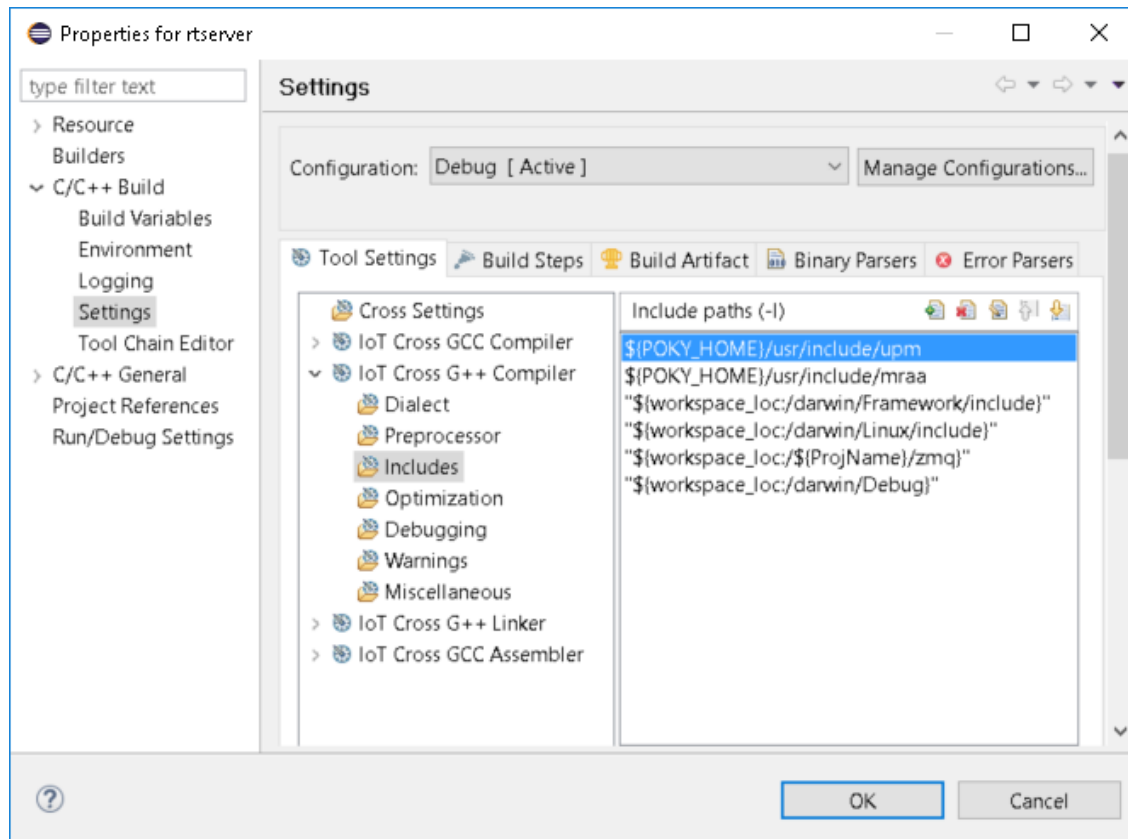 Properties for rtserver
type filter text
Resource
Builders
C/C++ Build
Build Variables
Environment
Logging
Settings
Tool Chain Editor
C/C++ General
Project References
Run/Debug Settings
Settings
Configuration: Debug [ Active ] Manage Configurations...
Tool Settings Build Steps Build Artifact Binary Parsers Error Parsers
Cross Settings
IoT Cross GCC Compiler
IoT Cross G++ Compiler
Dialect
Preprocessor
Includes
Optimization
Debugging
Warnings
Miscellaneous
IoT Cross G++ Linker
IoT Cross GCC Assembler
Include paths (-I)
${POKY_HOME}/usr/include/upm
${POKY_HOME}/usr/include/mraa
"${workspace_loc:/darwin/Framework/include}"
"${workspace_loc:/darwin/Linux/include}"
"${workspace_loc:/${ProjName}/zmq}"
"${workspace_loc:/darwin/Debug}"
OK Cancel